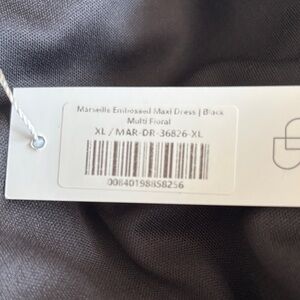 Marseille Embossed Maxi Dress | Black
Multi Floral
XL / MAR-DR-36826-XL
00840198858256